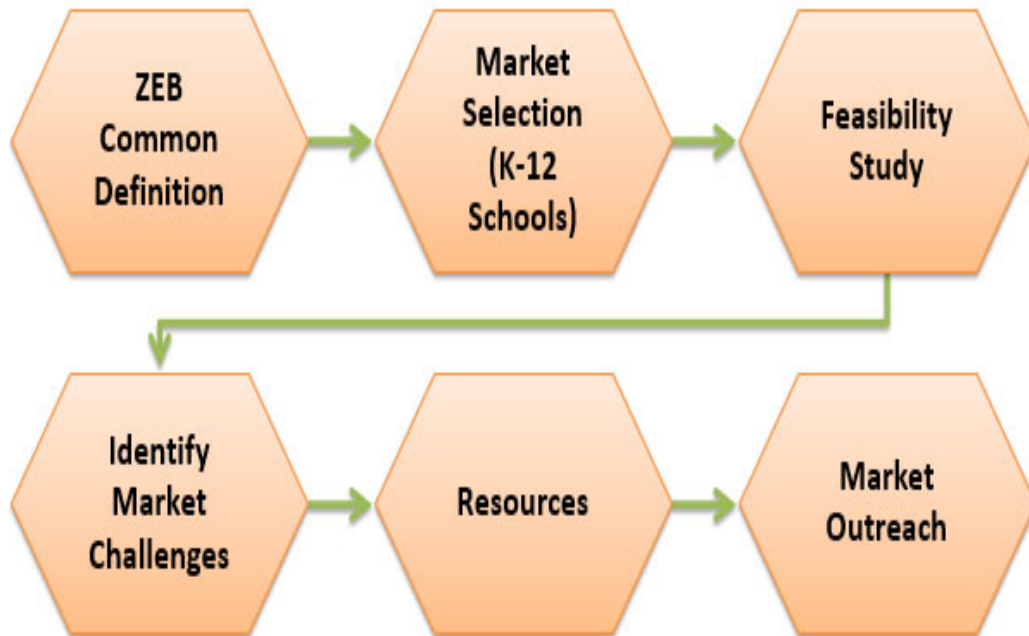 ZEB
Common
Definition
Market
Selection
(K-12
Schools)
Feasibility
Study
Identify
Market
Challenges
Resources
Market
Outreach